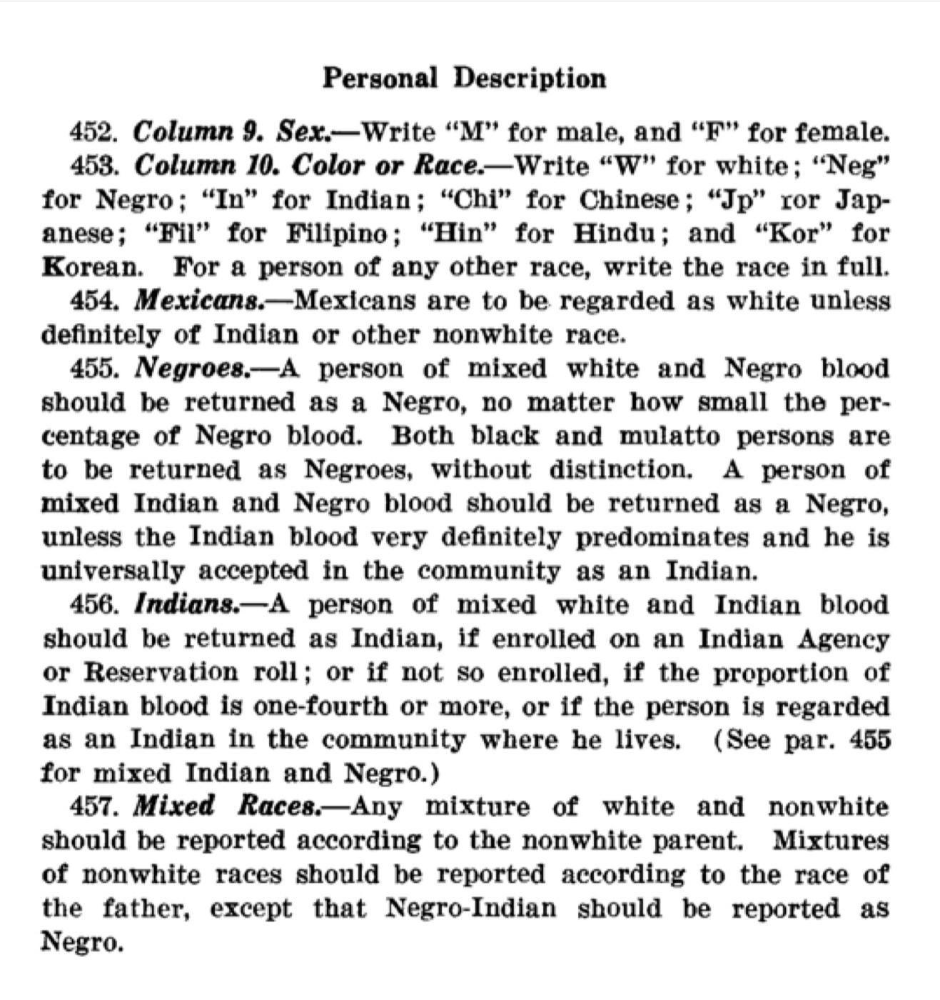 Personal Description
452. Column 9. Sex.—Write “M” for male, and “F” for female.
453. Column 10. Color or Race.—Write “W” for white; “Neg”
for Negro; “In” for Indian; “Chi” for Chinese; “Jp” ror Jap-
anese; “Fil” for Filipino; “Hin” for Hindu; and “Kor” for
Korean. For a person of any other race, write the race in full.
454. Mexicans.—Mexicans are to be regarded as white unless
definitely of Indian or other nonwhite race.
455. Negroes.—A person of mixed white and Negro blood
should be returned as a Negro, no matter how small the per-
centage of Negro blood. Both black and mulatto persons are
to be returned as Negroes, without distinction. A person of
mixed Indian and Negro blood should be returned as a Negro,
unless the Indian blood very definitely predominates and he is
universally accepted in the community as an Indian.
456. Indians.—A person of mixed white and Indian blood
should be returned as Indian, if enrolled on an Indian Agency
or Reservation roll; or if not so enrolled, if the proportion of
Indian blood is one-fourth or more, or if the person is regarded
as an Indian in the community where he lives. (See par. 455
for mixed Indian and Negro.)
457. Mixed Races.—Any mixture of white and nonwhite
should be reported according to the nonwhite parent. Mixtures
of nonwhite races should be reported according to the race of
the father, except that Negro-Indian should be reported as
Negro.